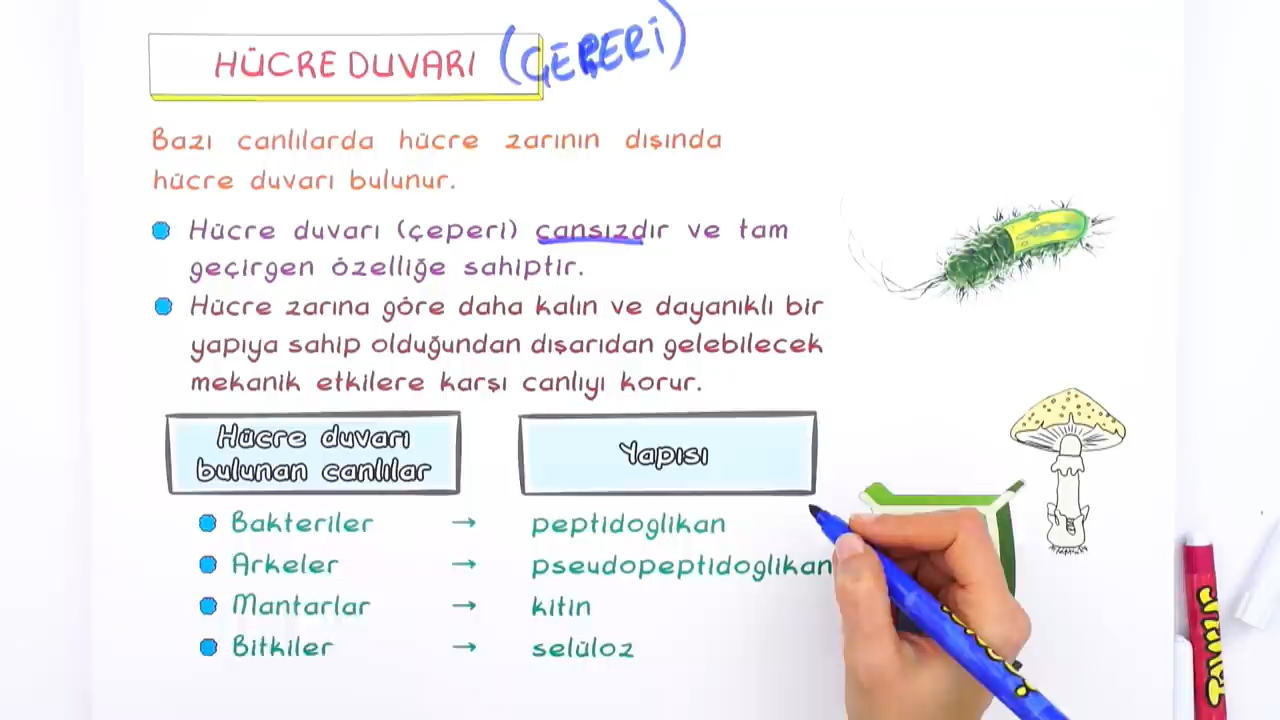 HÜCRE DUVARI (ÇEPERİ)
Bazı canlılarda hücre zarının dışında
hücre duvarı bulunur.
Hücre duvarı (çeperi) cansızdır ve tam
geçirgen özelliğe sahiptir.
Hücre zarına göre daha kalın ve dayanıklı bir
yapıya sahip olduğundan dışarıdan gelebilecek
mekanik etkilere karşı canlıyı korur.
Hücre duvarı
bulunan canlılar
Yapısı
Bakteriler → peptidoglikan
Arkeler → pseudopeptidoglikan
Mantarlar → kitin
Bitkiler → selüloz